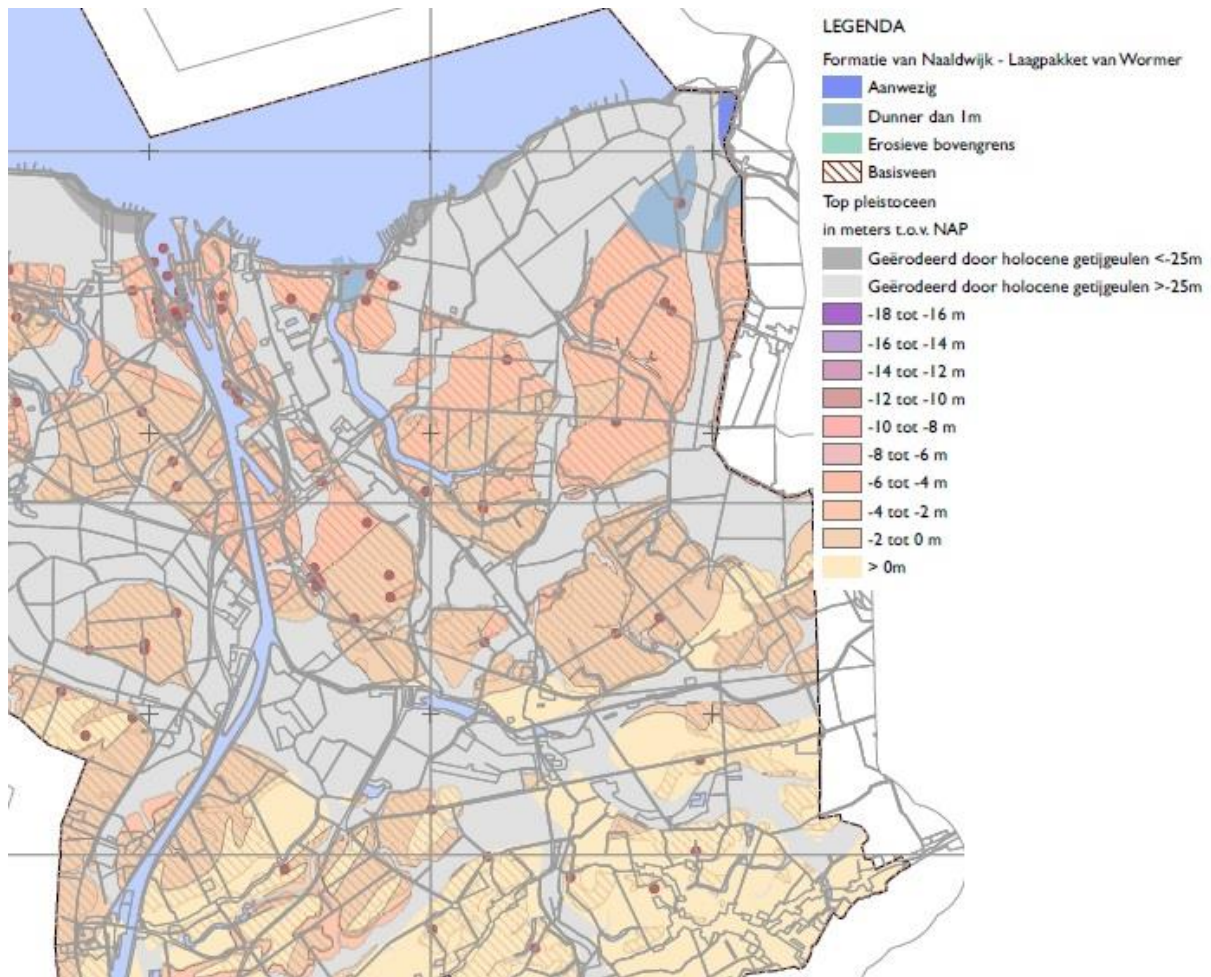 LEGENDA
Formatie van Naaldwijk - Laagpakket van Wormer
Aanwezig
Dunner dan 1m
Erosieve bovengrens
Basisveen
Top pleistoceen
in meters t.o.v. NAP
Geërodeerd door holocene getijgeulen <-25m
Geërodeerd door holocene getijgeulen >-25m
-18 tot -16 m
-16 tot -14 m
-14 tot -12 m
-12 tot -10 m
-10 tot -8 m
-8 tot -6 m
-6 tot -4 m
-4 tot -2 m
-2 tot 0 m
> 0m